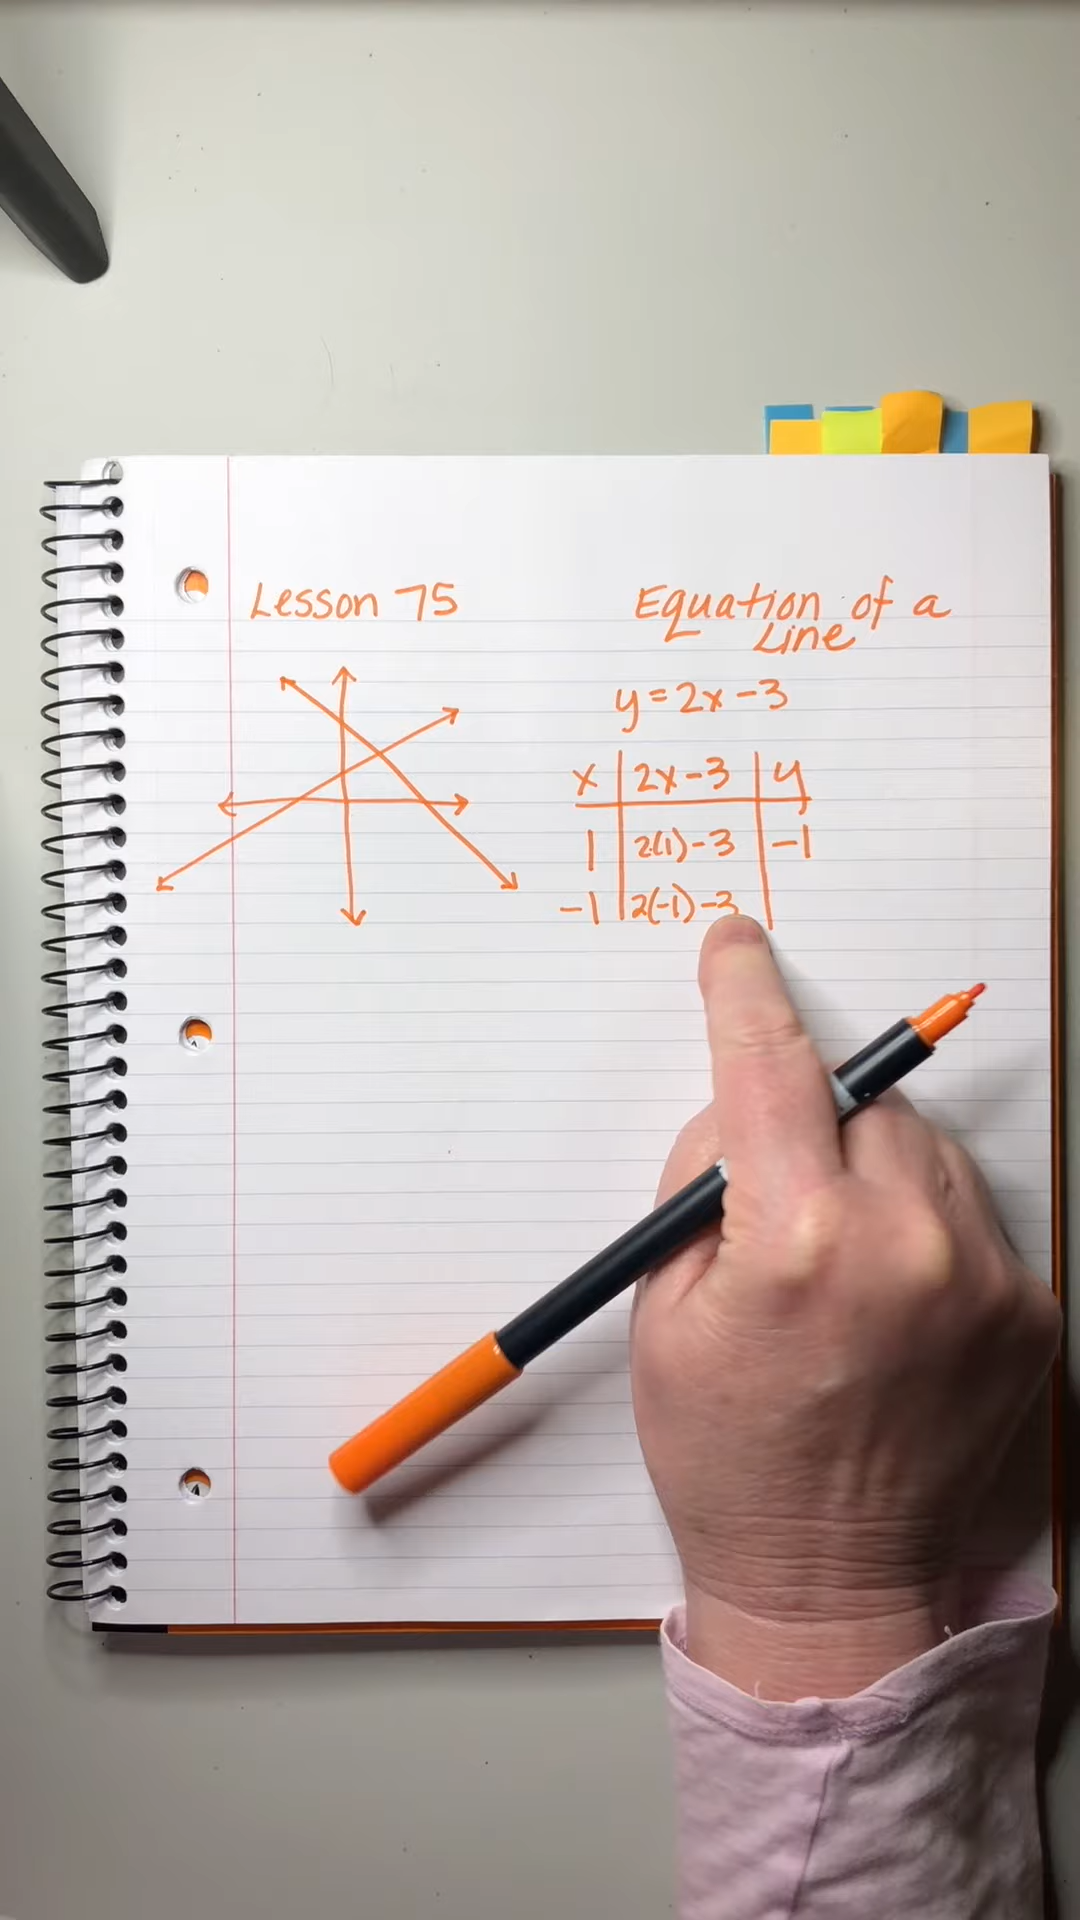 Lesson 75
Equation of a
Line
y = 2x - 3
x | 2x - 3 | y
1 | 2(1) - 3 | -1
-1 | 2(-1) - 3 |